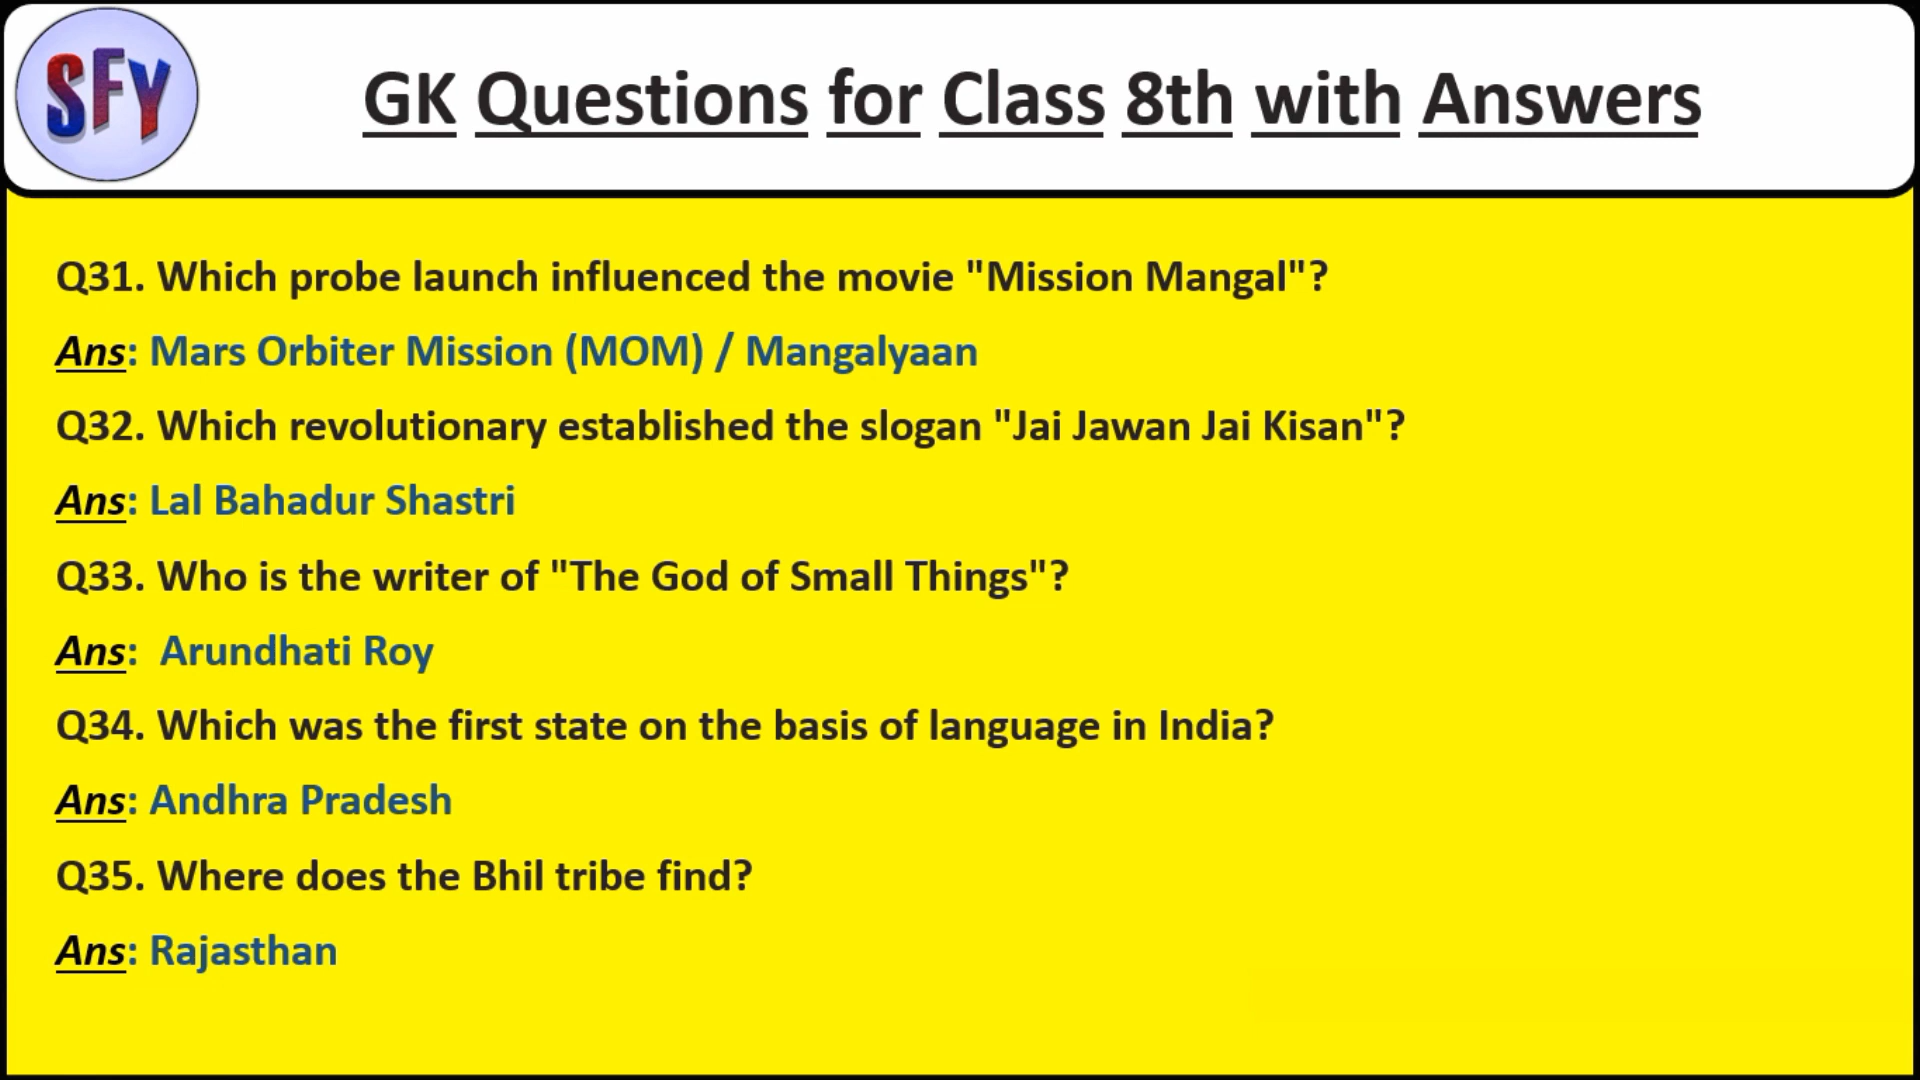 SFY
GK Questions for Class 8th with Answers
Q31. Which probe launch influenced the movie "Mission Mangal"?
Ans: Mars Orbiter Mission (MOM) / Mangalyaan
Q32. Which revolutionary established the slogan "Jai Jawan Jai Kisan"?
Ans: Lal Bahadur Shastri
Q33. Who is the writer of "The God of Small Things"?
Ans:  Arundhati Roy
Q34. Which was the first state on the basis of language in India?
Ans: Andhra Pradesh
Q35. Where does the Bhil tribe find?
Ans: Rajasthan